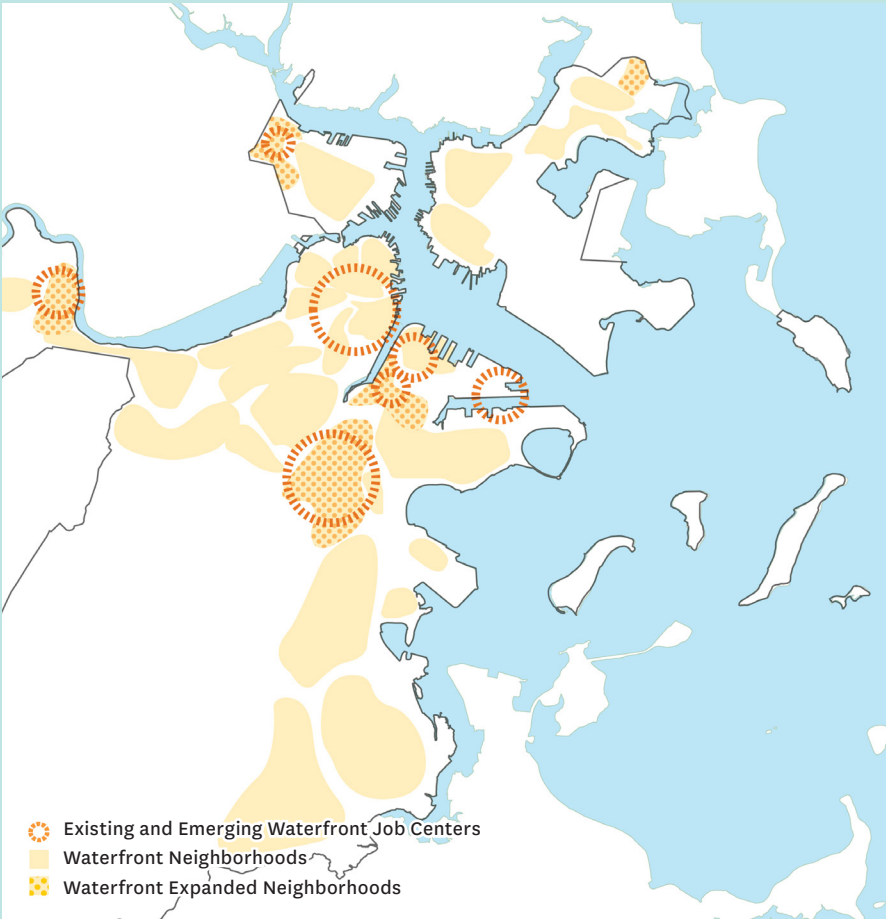 Existing and Emerging Waterfront Job Centers
Waterfront Neighborhoods
Waterfront Expanded Neighborhoods